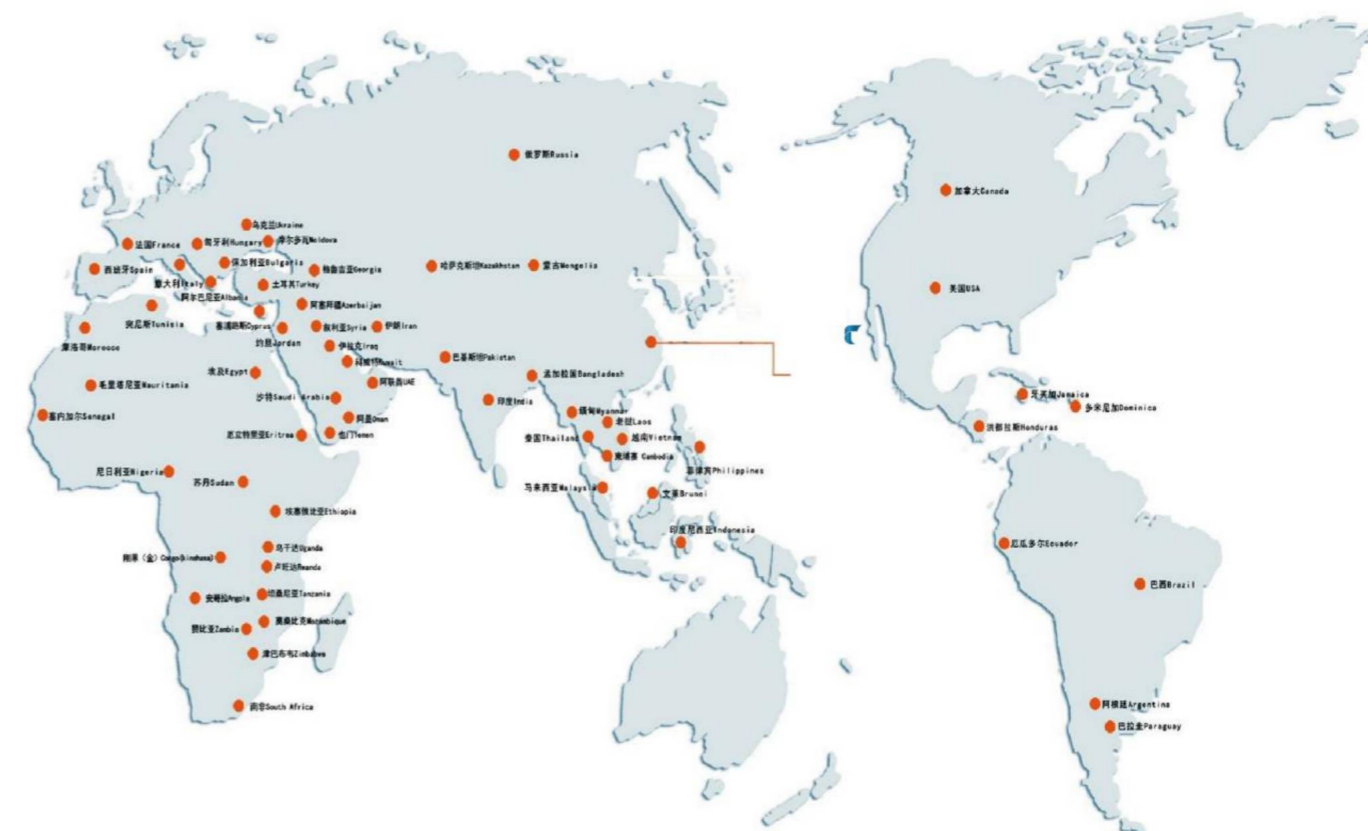 俄罗斯Russia
加拿大Canada
乌克兰Ukraine
法国France
匈牙利Hungary
摩尔多瓦Moldova
西班牙Spain
保加利亚Bulgaria
格鲁吉亚Georgia
哈萨克斯坦Kazakhstan
蒙古Mongolia
意大利Italy
土耳其Turkey
美国USA
阿尔巴尼亚Albania
突尼斯Tunisia
阿塞拜疆Azerbaijan
塞浦路斯Cyprus
叙利亚Syria
伊朗Iran
摩洛哥Morocco
约旦Jordan
伊拉克Iraq
科威特Kuwait
巴基斯坦Pakistan
埃及Egypt
孟加拉国Bangladesh
毛里塔尼亚Mauritania
阿联酋UAE
沙特Saudi Arabia
印度India
牙买加Jamaica
多米尼加Dominica
塞内加尔Senegal
阿曼Oman
缅甸Myanmar
老挝Laos
洪都拉斯Honduras
厄立特里亚Eritrea
也门Yemen
泰国Thailand
越南Vietnam
柬埔寨 Cambodia
尼日利亚Nigeria
菲律宾Philippines
苏丹Sudan
马来西亚Malaysia
文莱Brunei
埃塞俄比亚Ethiopia
印度尼西亚Indonesia
乌干达Uganda
刚果（金）Congo(kinshasa)
厄瓜多尔Ecuador
卢旺达Rwanda
巴西Brazil
坦桑尼亚Tanzania
安哥拉Angola
莫桑比克Mozambique
赞比亚Zambia
津巴布韦Zimbabwe
南非South Africa
阿根廷Argentina
巴拉圭Paraguay